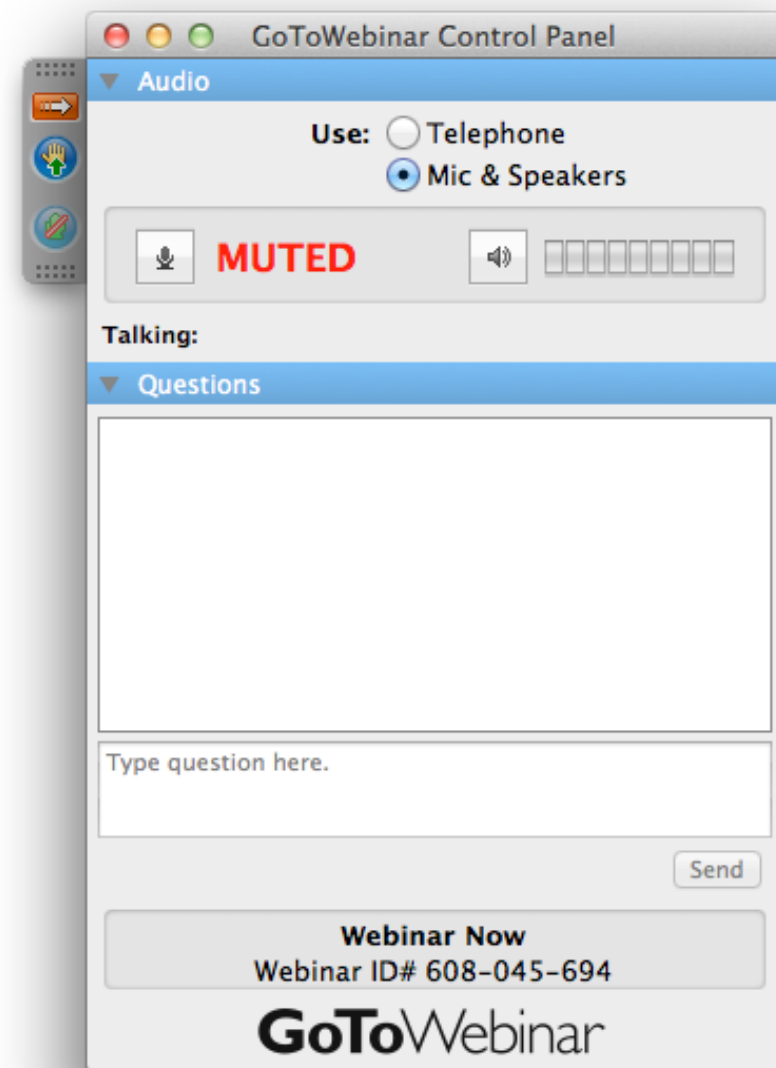 GoToWebinar Control Panel
Audio
Use: Telephone
Mic & Speakers
MUTED
Talking:
Questions
Type question here.
Send
Webinar Now
Webinar ID# 608-045-694
GoToWebinar